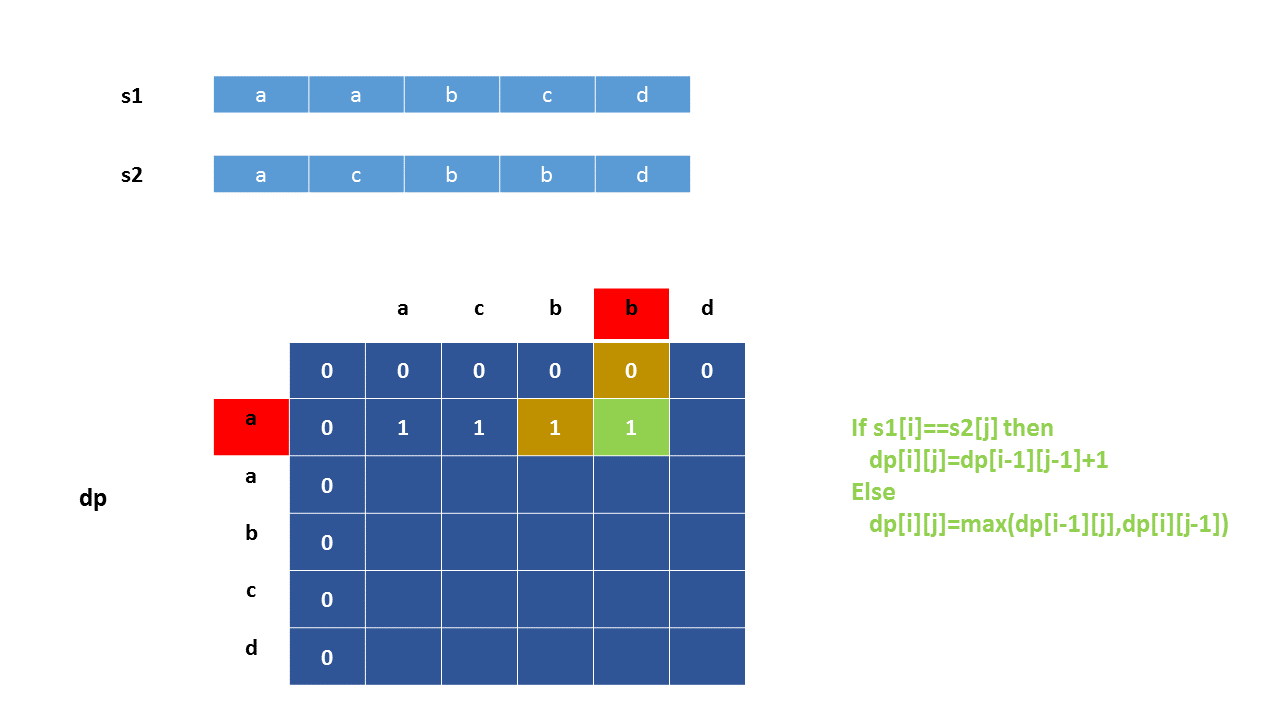 s1 a a b c d
s2 a c b b d
a c b b d
0 0 0 0 0 0
a 0 1 1 1 1
a 0
dp
b 0
c 0
d 0
If s1[i]==s2[j] then
dp[i][j]=dp[i-1][j-1]+1
Else
dp[i][j]=max(dp[i-1][j],dp[i][j-1])